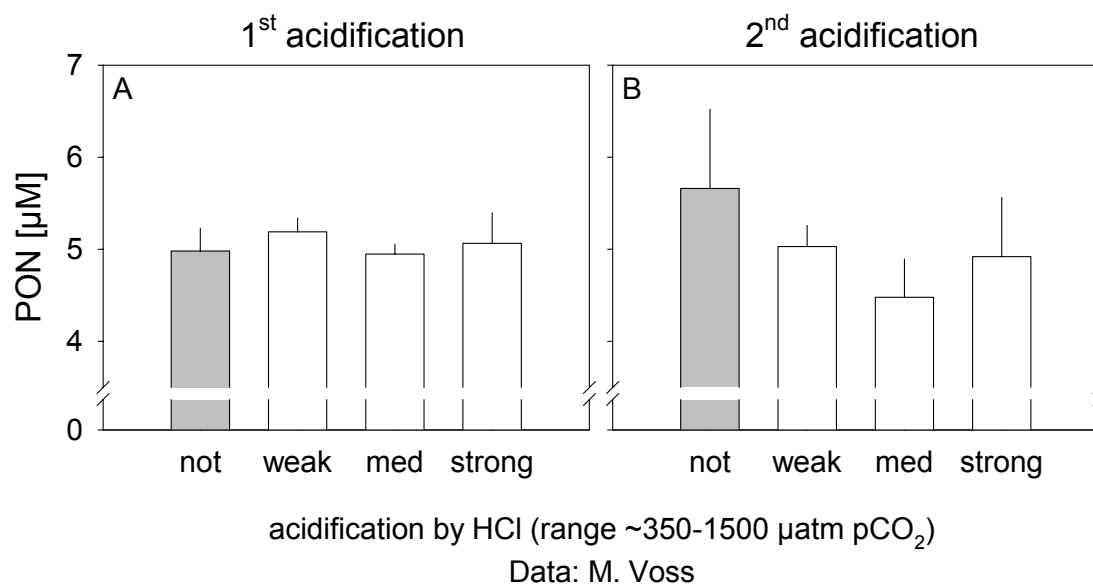 1st acidification
2nd acidification
A
B
PON [µM]
7
6
5
4
0
not weak med strong
not weak med strong
acidification by HCl (range ~350-1500 µatm pCO2)
Data: M. Voss